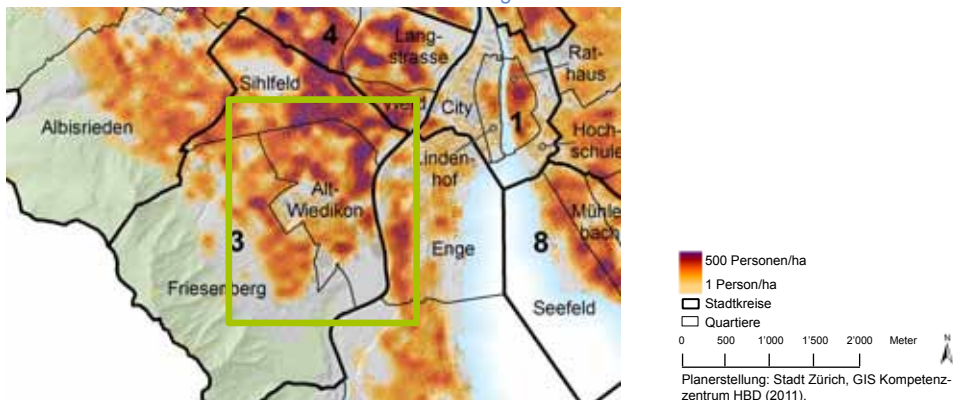 4
Lang-
strasse
Rat-
haus
Sihlfeld
Werd
City
1
Albisrieden
Hoch-
schule
Linden-
hof
Alt-
Wiedikon
Mühle
bach
3
Enge
8
Friesenberg
Seefeld
500 Personen/ha
1 Person/ha
Stadtkreise
Quartiere
0 500 1'000 1'500 2'000 Meter N
Planerstellung: Stadt Zürich, GIS Kompetenz-
zentrum HBD (2011).